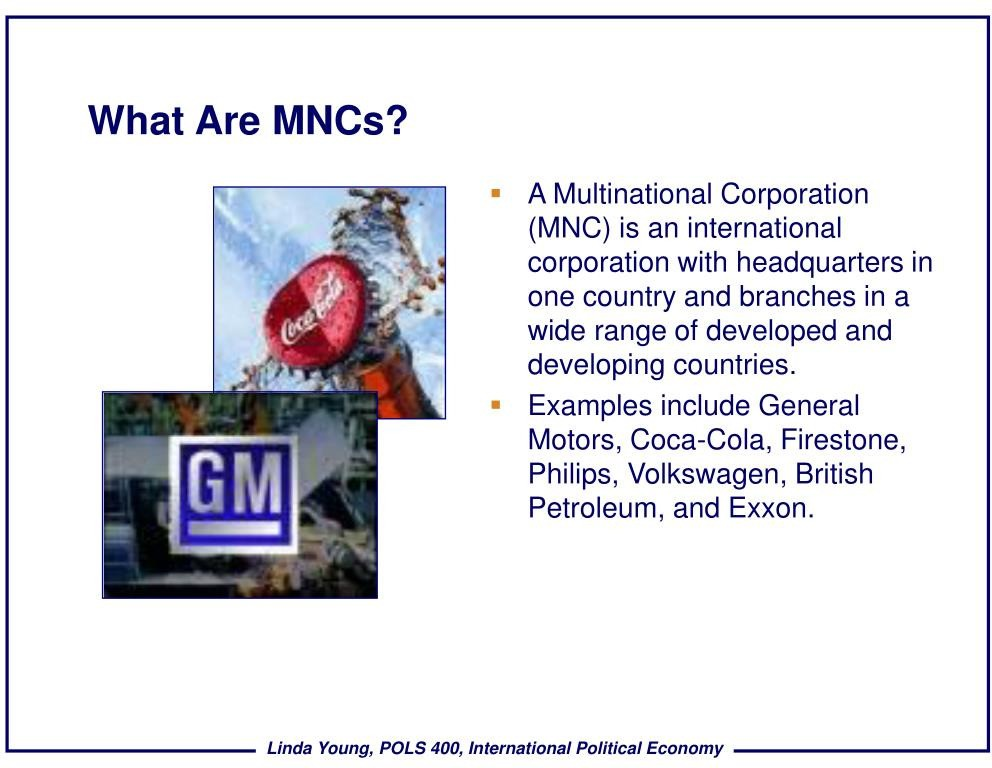 What Are MNCs?
Coca-Cola
GM
A Multinational Corporation
(MNC) is an international
corporation with headquarters in
one country and branches in a
wide range of developed and
developing countries.
Examples include General
Motors, Coca-Cola, Firestone,
Philips, Volkswagen, British
Petroleum, and Exxon.
Linda Young, POLS 400, International Political Economy